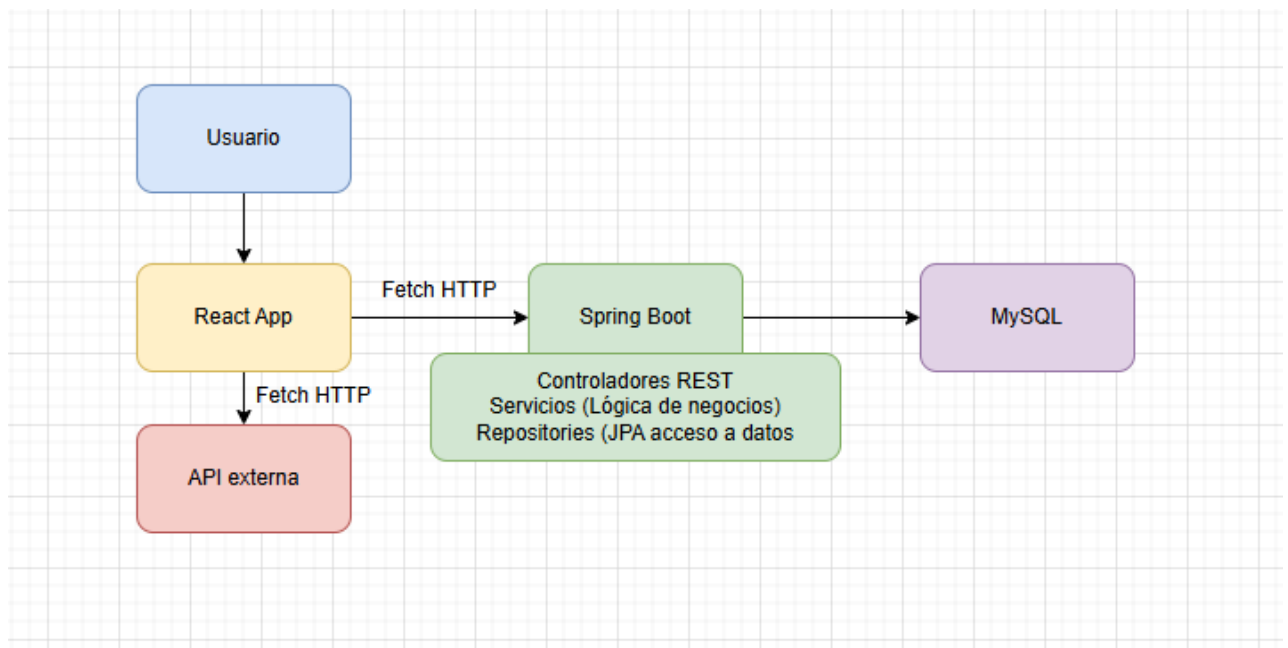 Usuario
React App
Fetch HTTP
Spring Boot
MySQL
Controladores REST
Servicios (Lógica de negocios)
Repositories (JPA acceso a datos
Fetch HTTP
API externa